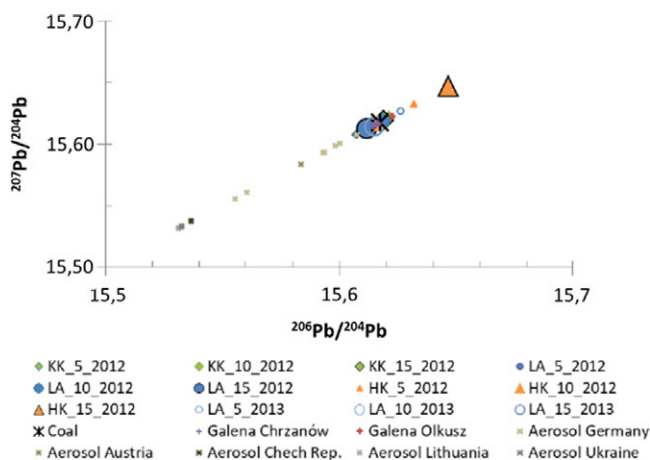 15,70
15,60
15,50
²⁰⁷Pb/²⁰⁴Pb
15,5 15,6 15,7
²⁰⁶Pb/²⁰⁴Pb
KK_5_2012 KK_10_2012 KK_15_2012 LA_5_2012
LA_10_2012 LA_15_2012 HK_5_2012 HK_10_2012
HK_15_2012 LA_5_2013 LA_10_2013 LA_15_2013
Coal Galena Chrzanów Galena Olkusz Aerosol Germany
Aerosol Austria Aerosol Chech Rep. Aerosol Lithuania Aerosol Ukraine